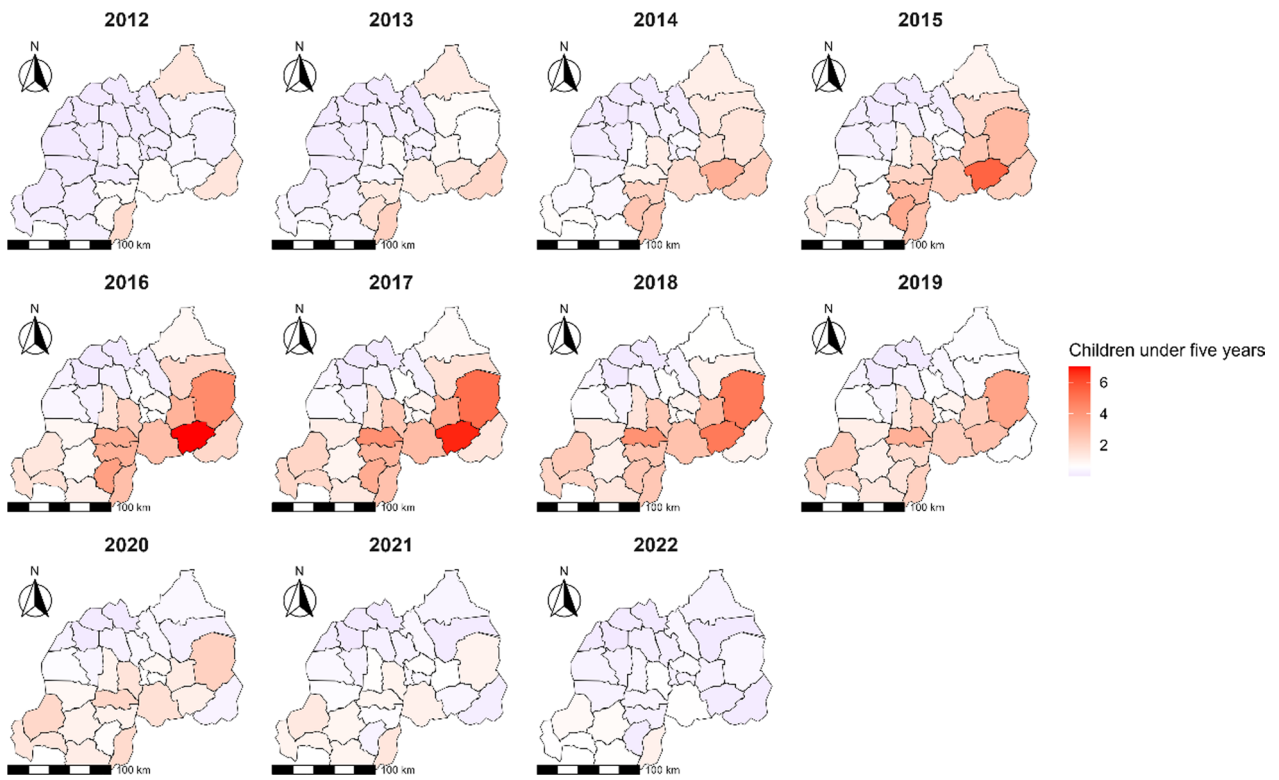 2012 2013 2014 2015
N N N N
100 km 100 km 100 km 100 km
2016 2017 2018 2019
N N N N
Children under five years
6
4
2
100 km 100 km 100 km 100 km
2020 2021 2022
N N N
100 km 100 km 100 km